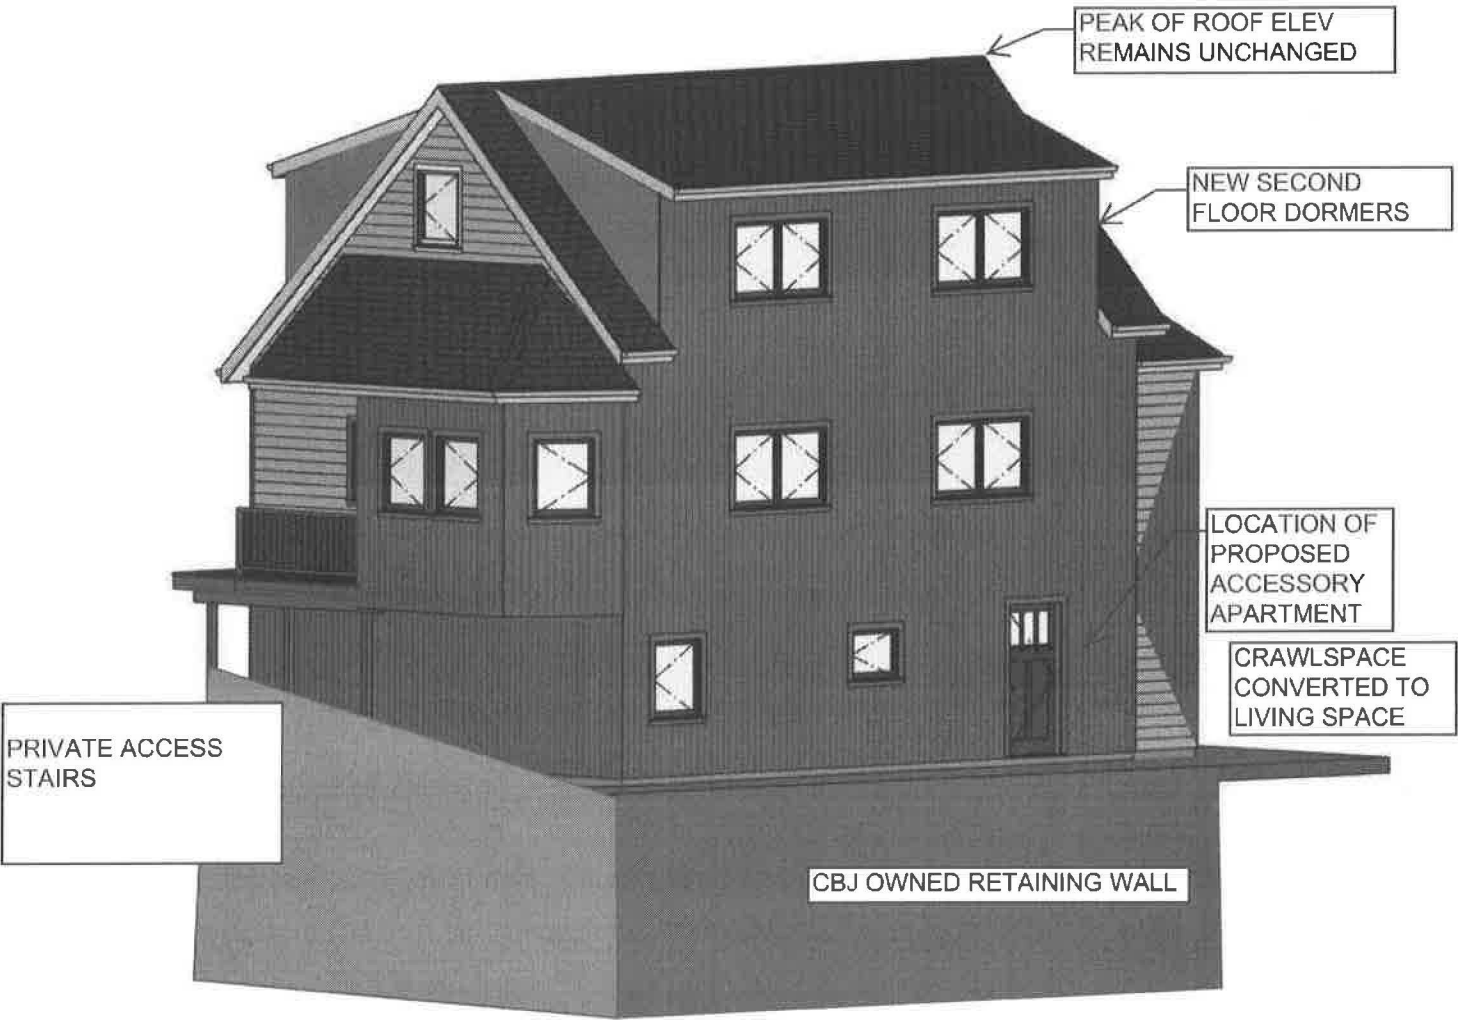 PEAK OF ROOF ELEV
REMAINS UNCHANGED
NEW SECOND
FLOOR DORMERS
LOCATION OF
PROPOSED
ACCESSORY
APARTMENT
CRAWLSPACE
CONVERTED TO
LIVING SPACE
PRIVATE ACCESS
STAIRS
CBJ OWNED RETAINING WALL